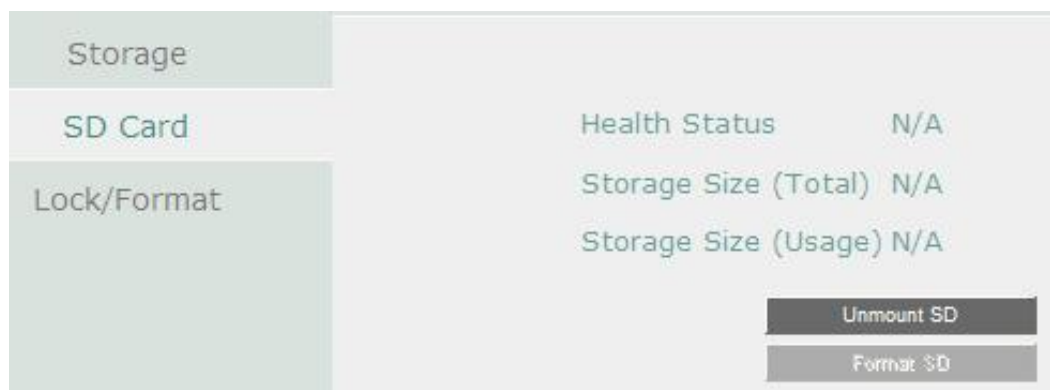 Storage
SD Card
Lock/Format
Health Status N/A
Storage Size (Total) N/A
Storage Size (Usage) N/A
Unmount SD
Format SD